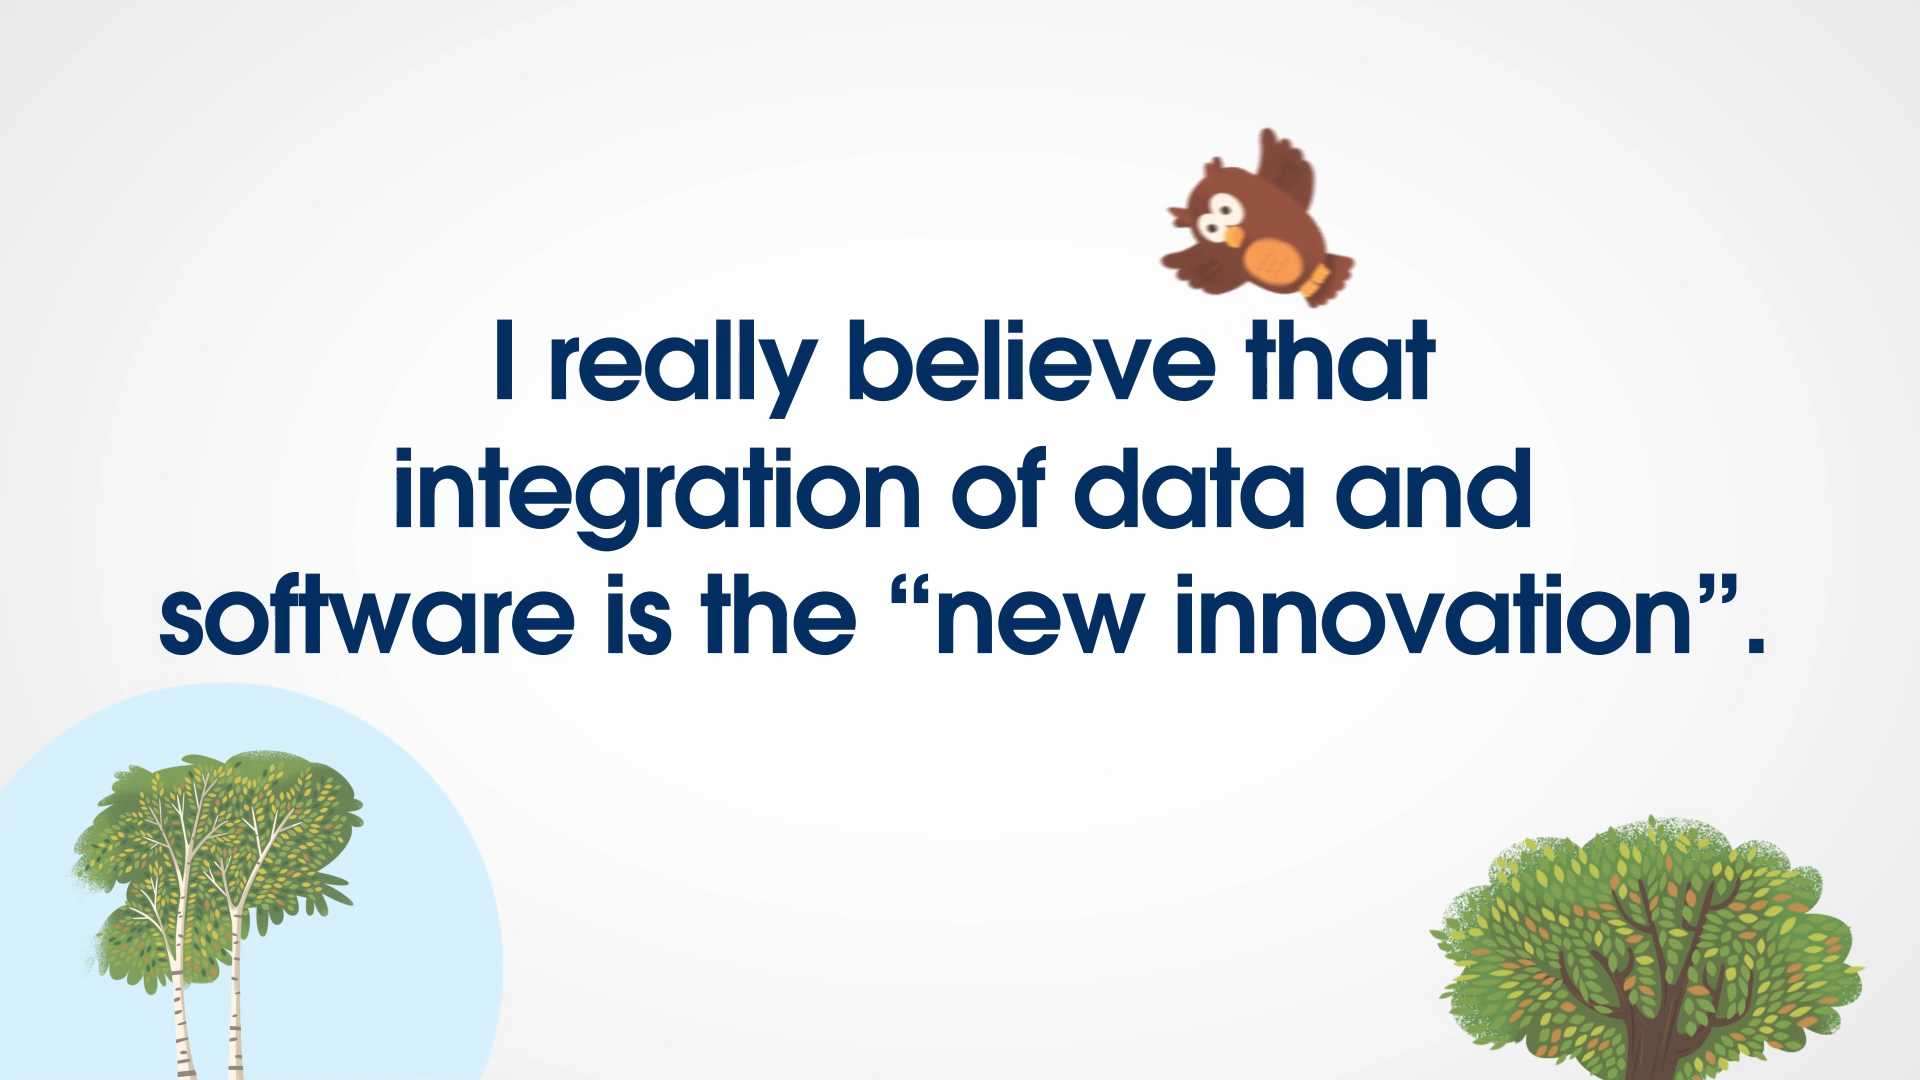 I really believe that
integration of data and
software is the “new innovation”.